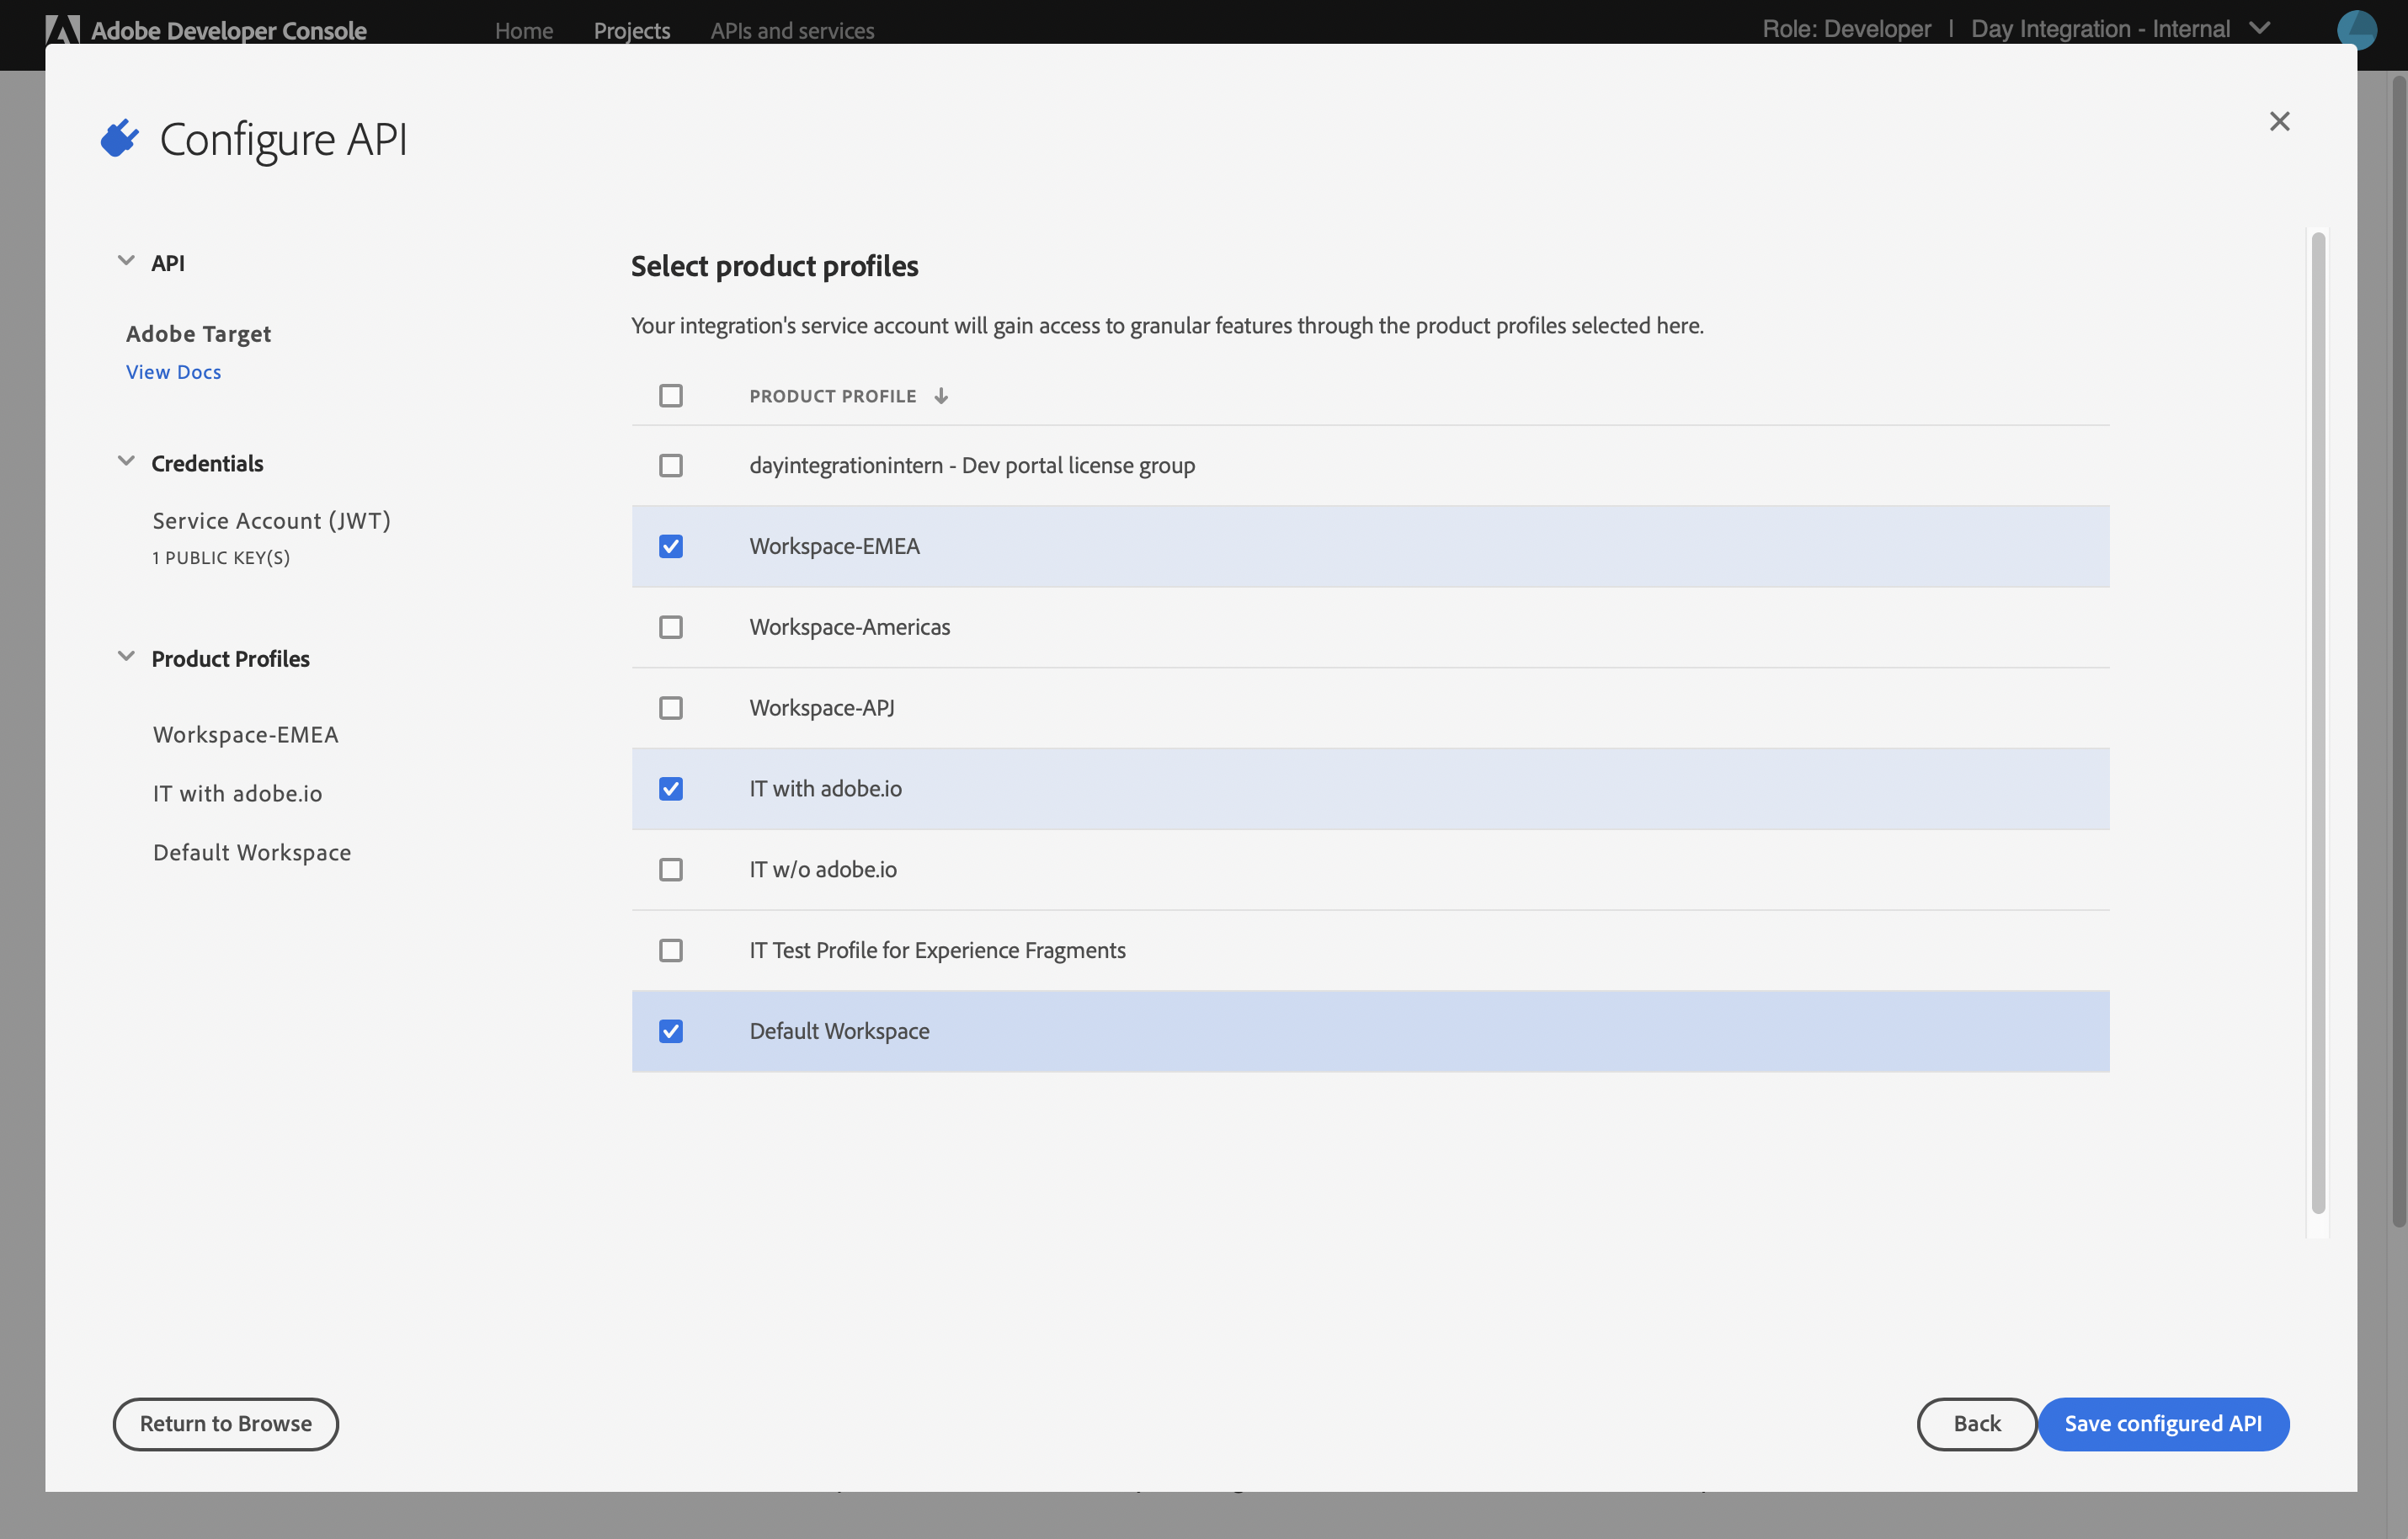 Adobe Developer Console
Home
Projects
APIs and services
Role: Developer | Day Integration - Internal
Configure API
API
Adobe Target
View Docs
Credentials
Service Account (JWT)
1 PUBLIC KEY(S)
Product Profiles
Workspace-EMEA
IT with adobe.io
Default Workspace
Select product profiles
Your integration's service account will gain access to granular features through the product profiles selected here.
PRODUCT PROFILE
dayintegrationintern - Dev portal license group
Workspace-EMEA
Workspace-Americas
Workspace-APJ
IT with adobe.io
IT w/o adobe.io
IT Test Profile for Experience Fragments
Default Workspace
Return to Browse
Back
Save configured API